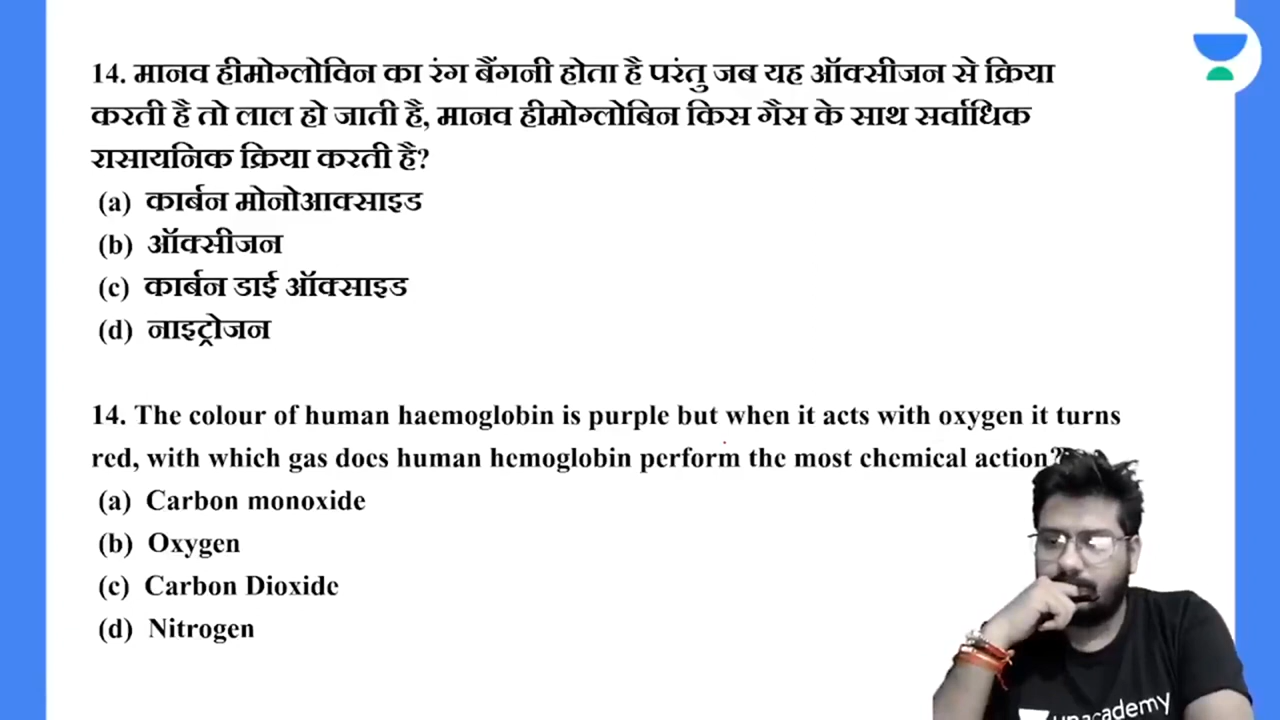 14. मानव हीमोग्लोविन का रंग बैंगनी होता है परंतु जब यह ऑक्सीजन से क्रिया
करती है तो लाल हो जाती है, मानव हीमोग्लोबिन किस गैस के साथ सर्वाधिक
रासायनिक क्रिया करती है?
(a) कार्बन मोनोआक्साइड
(b) ऑक्सीजन
(c) कार्बन डाई ऑक्साइड
(d) नाइट्रोजन
14. The colour of human haemoglobin is purple but when it acts with oxygen it turns
red, with which gas does human hemoglobin perform the most chemical action?
(a) Carbon monoxide
(b) Oxygen
(c) Carbon Dioxide
(d) Nitrogen
unacademy